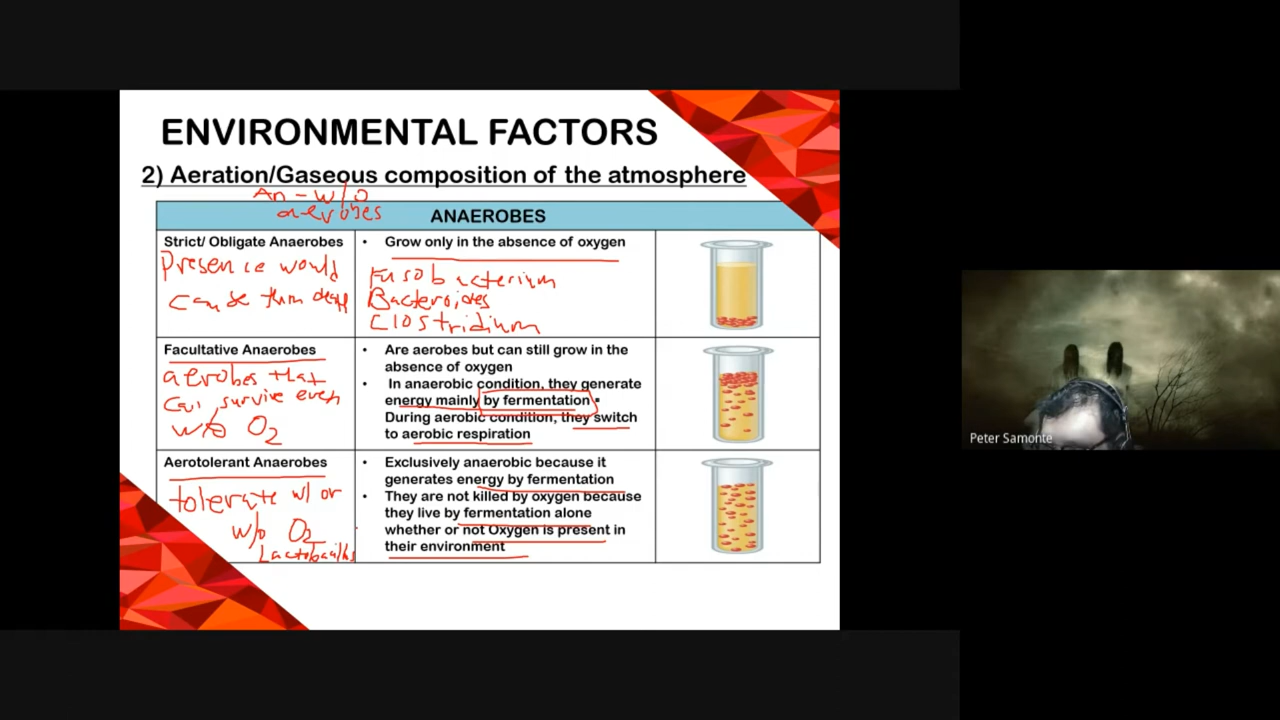 ENVIRONMENTAL FACTORS
2) Aeration/Gaseous composition of the atmosphere
An - w/o
aerobes
ANAEROBES
Strict/ Obligate Anaerobes
Presence would
cause them death
• Grow only in the absence of oxygen
Fusobacterium
Bacteroides
Clostridium
Facultative Anaerobes
aerobes that
can survive even
w/o O2
• Are aerobes but can still grow in the
absence of oxygen
• In anaerobic condition, they generate
energy mainly by fermentation.
During aerobic condition, they switch
to aerobic respiration
Aerotolerant Anaerobes
tolerate w/ or
w/o O2
Lactobacillus
• Exclusively anaerobic because it
generates energy by fermentation
• They are not killed by oxygen because
they live by fermentation alone
whether or not Oxygen is present in
their environment
Peter Samonte